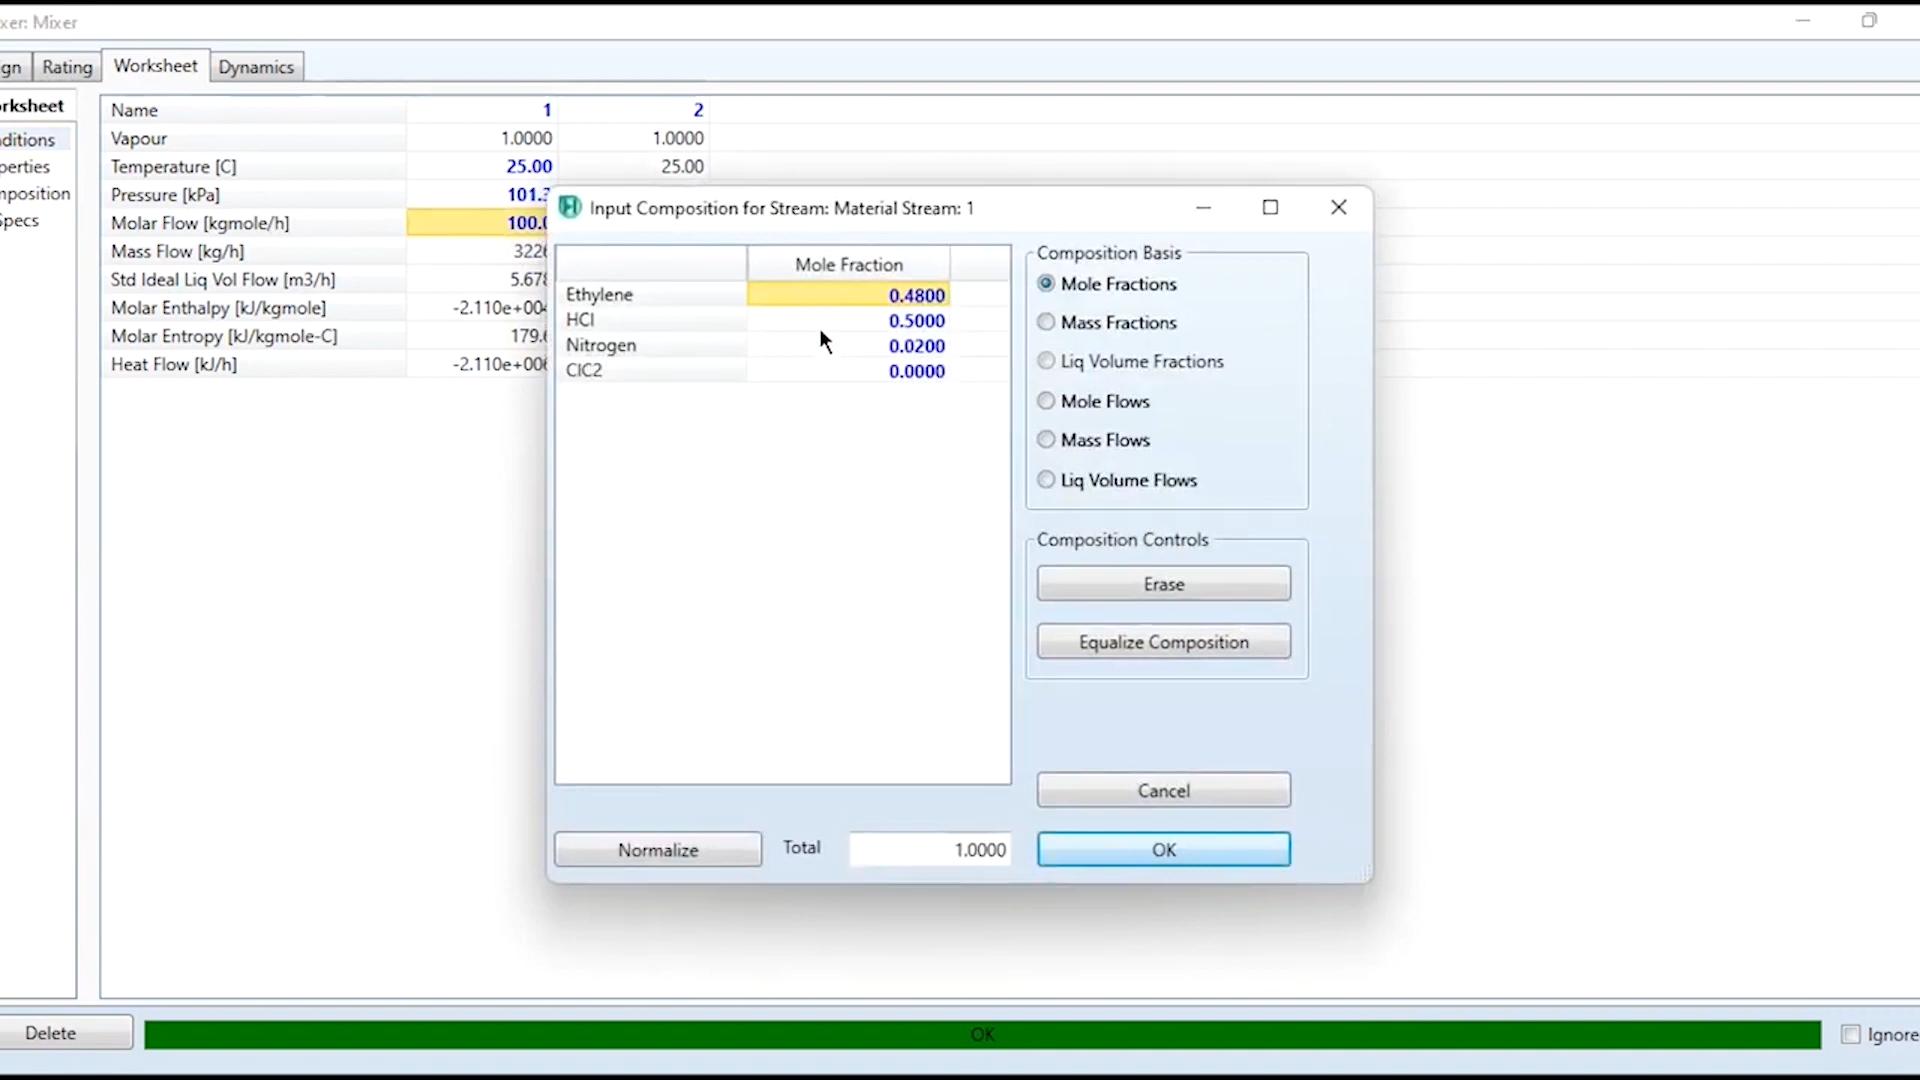 xer: Mixer
gn Rating Worksheet Dynamics
orksheet
ditions
perties
mposition
Specs
Name 1 2
Vapour 1.0000 1.0000
Temperature [C] 25.00 25.00
Pressure [kPa] 101.3
Molar Flow [kgmole/h] 100.0
Mass Flow [kg/h] 3226
Std Ideal Liq Vol Flow [m3/h] 5.678
Molar Enthalpy [kJ/kgmole] -2.110e+004
Molar Entropy [kJ/kgmole-C] 179.6
Heat Flow [kJ/h] -2.110e+006
Input Composition for Stream: Material Stream: 1
Mole Fraction
Ethylene 0.4800
HCl 0.5000
Nitrogen 0.0200
ClC2 0.0000
Composition Basis
Mole Fractions
Mass Fractions
Liq Volume Fractions
Mole Flows
Mass Flows
Liq Volume Flows
Composition Controls
Erase
Equalize Composition
Cancel
Normalize Total 1.0000 OK
Delete OK Ignore